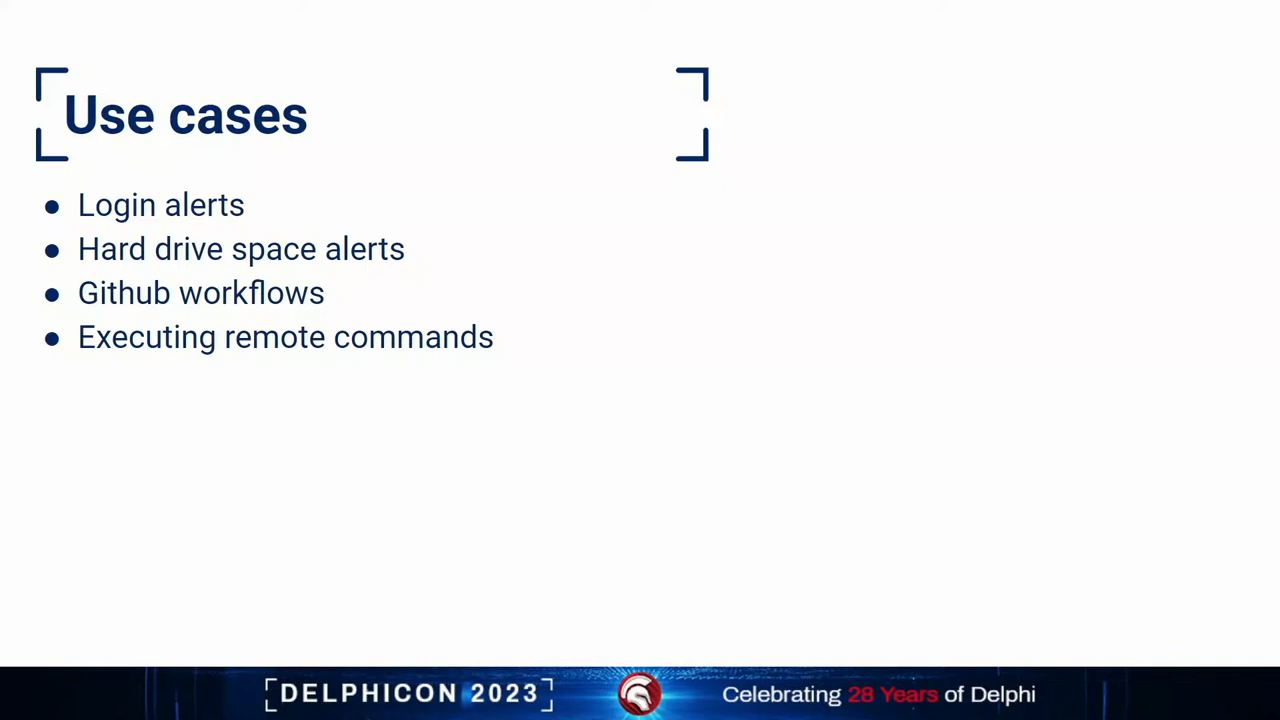 Use cases
● Login alerts
● Hard drive space alerts
● Github workflows
● Executing remote commands
DELPHICON 2023
Celebrating 28 Years of Delphi